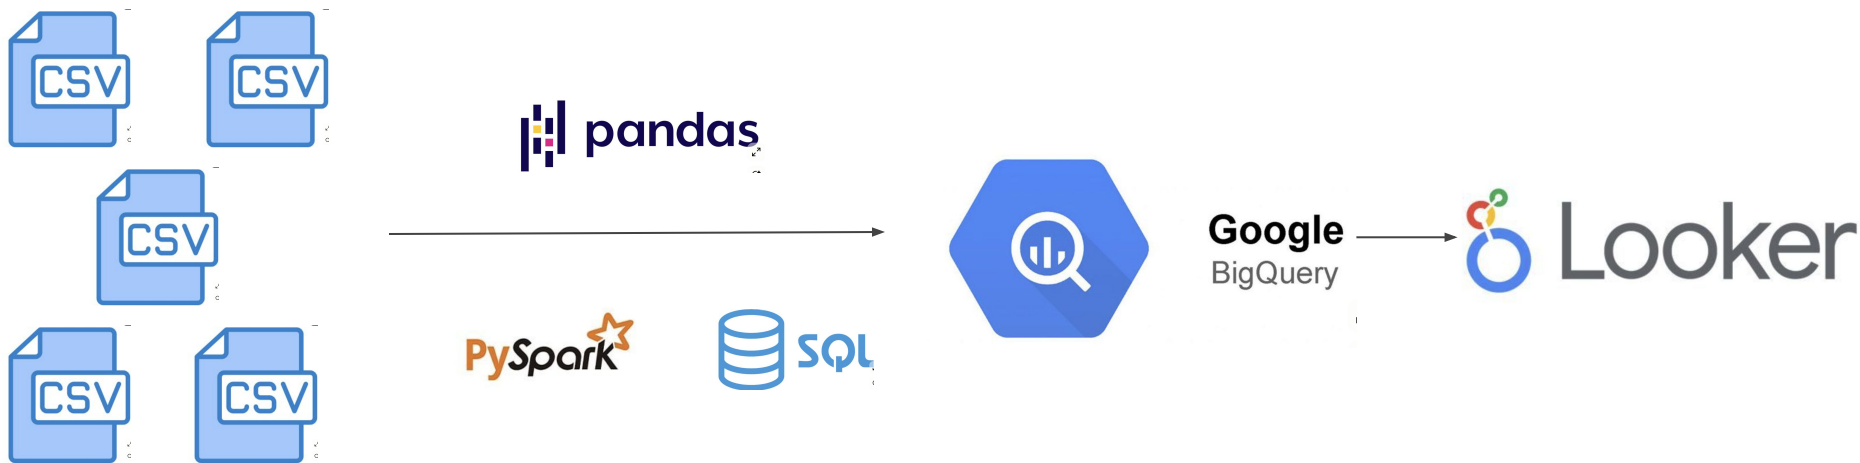 CSV
CSV
CSV
CSV
CSV
pandas
PySpark
SQL
Google
BigQuery
Looker